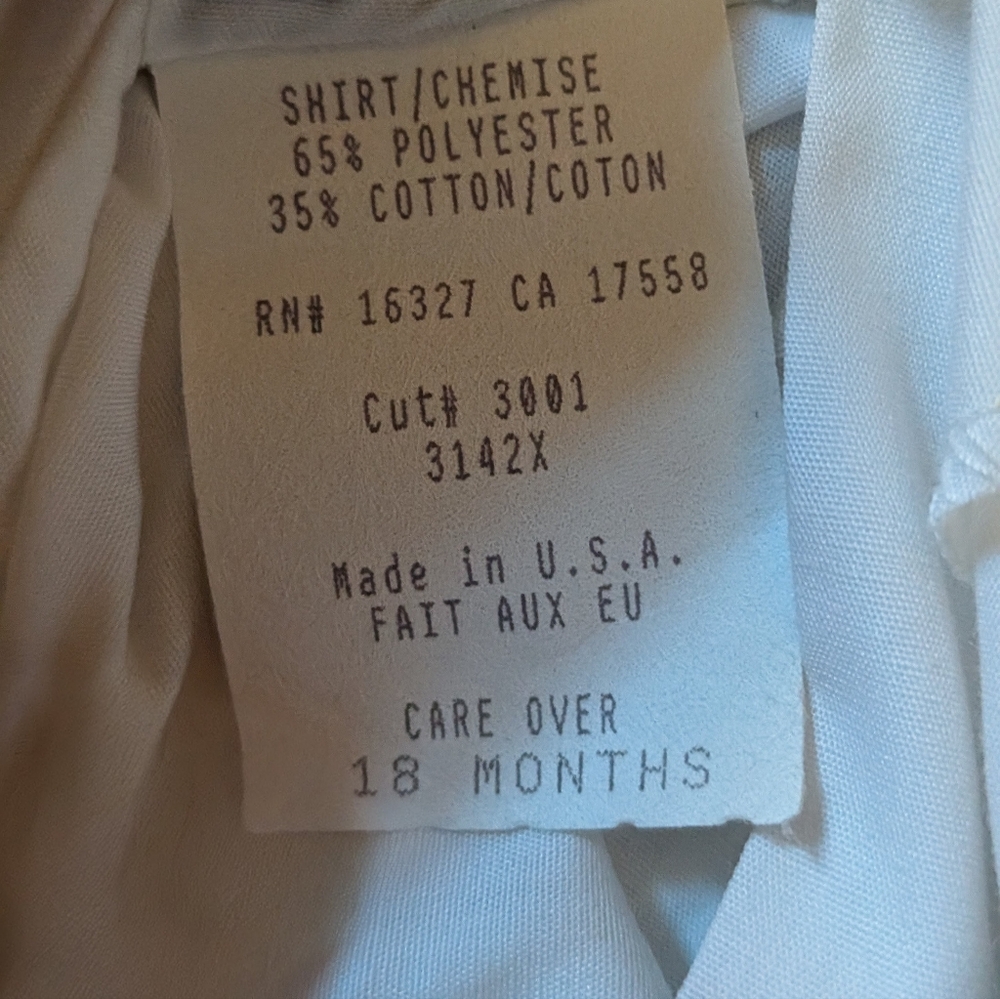 SHIRT/CHEMISE
65% POLYESTER
35% COTTON/COTON
RN# 16327 CA 17558
Cut# 3001
3142X
Made in U.S.A.
FAIT AUX EU
CARE OVER
18 MONTHS